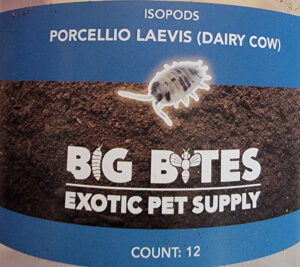 ISOPODS
PORCELLIO LAEVIS (DAIRY COW)
BIG BITES
EXOTIC PET SUPPLY
COUNT: 12